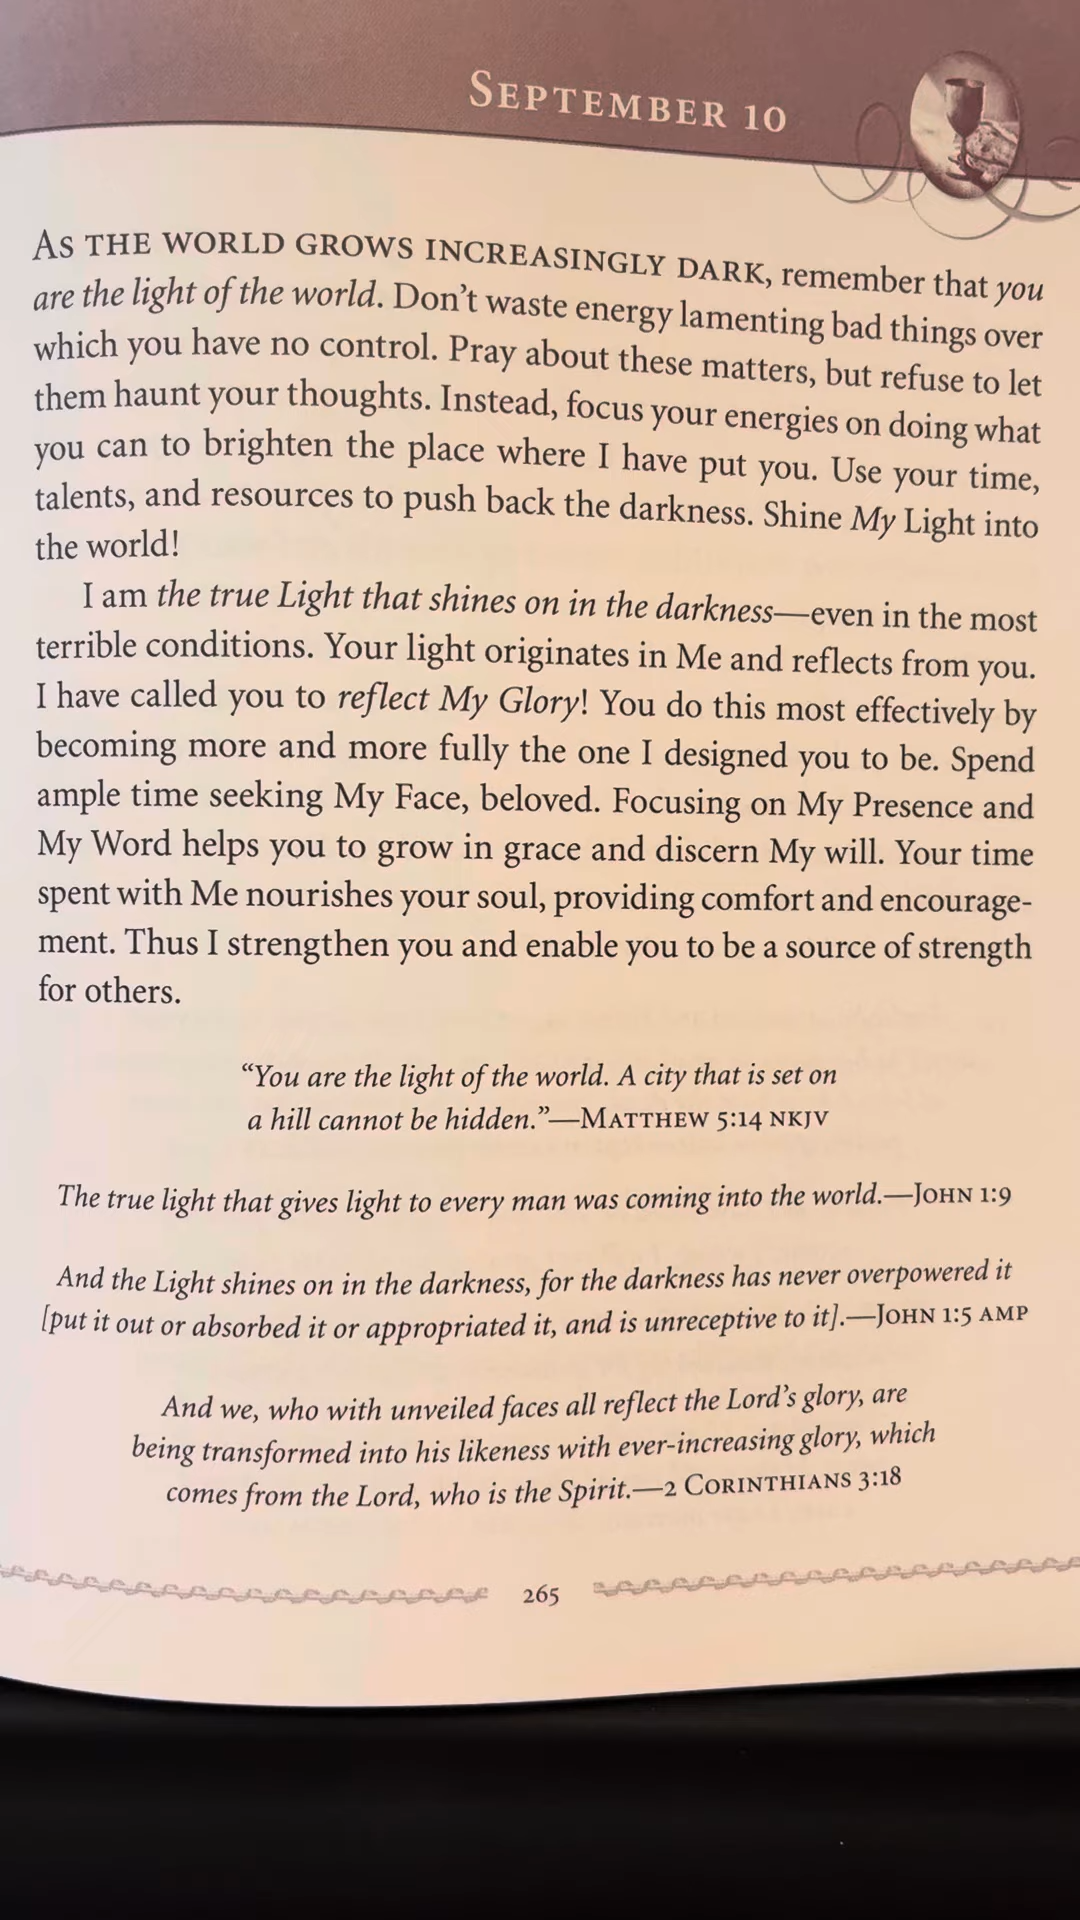 SEPTEMBER 10
AS THE WORLD GROWS INCREASINGLY DARK, remember that you
are the light of the world. Don't waste energy lamenting bad things over
which you have no control. Pray about these matters, but refuse to let
them haunt your thoughts. Instead, focus your energies on doing what
you can to brighten the place where I have put you. Use your time,
talents, and resources to push back the darkness. Shine My Light into
the world!
I am the true Light that shines on in the darkness—even in the most
terrible conditions. Your light originates in Me and reflects from you.
I have called you to reflect My Glory! You do this most effectively by
becoming more and more fully the one I designed you to be. Spend
ample time seeking My Face, beloved. Focusing on My Presence and
My Word helps you to grow in grace and discern My will. Your time
spent with Me nourishes your soul, providing comfort and encourage-
ment. Thus I strengthen you and enable you to be a source of strength
for others.
“You are the light of the world. A city that is set on
a hill cannot be hidden.”—MATTHEW 5:14 NKJV
The true light that gives light to every man was coming into the world.—JOHN 1:9
And the Light shines on in the darkness, for the darkness has never overpowered it
[put it out or absorbed it or appropriated it, and is unreceptive to it].—JOHN 1:5 AMP
And we, who with unveiled faces all reflect the Lord's glory, are
being transformed into his likeness with ever-increasing glory, which
comes from the Lord, who is the Spirit.—2 CORINTHIANS 3:18
265